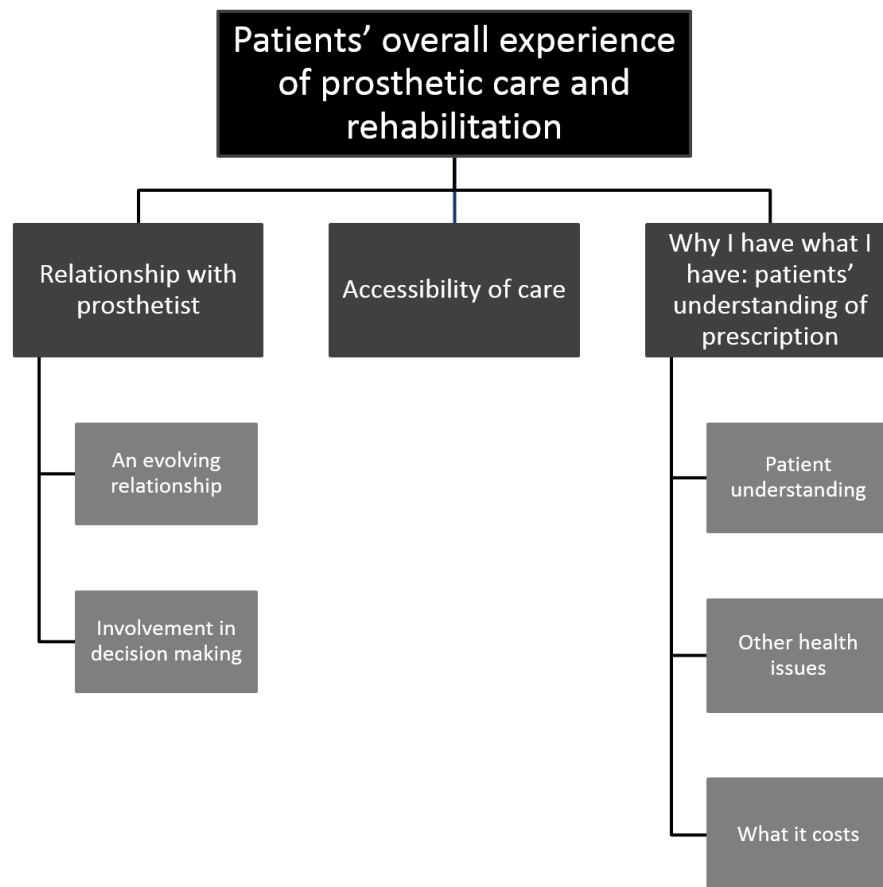 Patients’ overall experience
of prosthetic care and
rehabilitation
Relationship with
prosthetist
Accessibility of care
Why I have what I
have: patients’
understanding of
prescription
An evolving
relationship
Involvement in
decision making
Patient
understanding
Other health
issues
What it costs